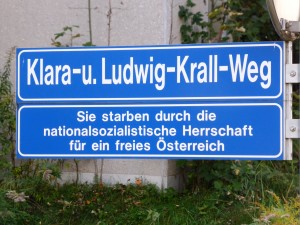 Klara-u. Ludwig-Krall-Weg
Sie starben durch die
nationalsozialistische Herrschaft
für ein freies Österreich